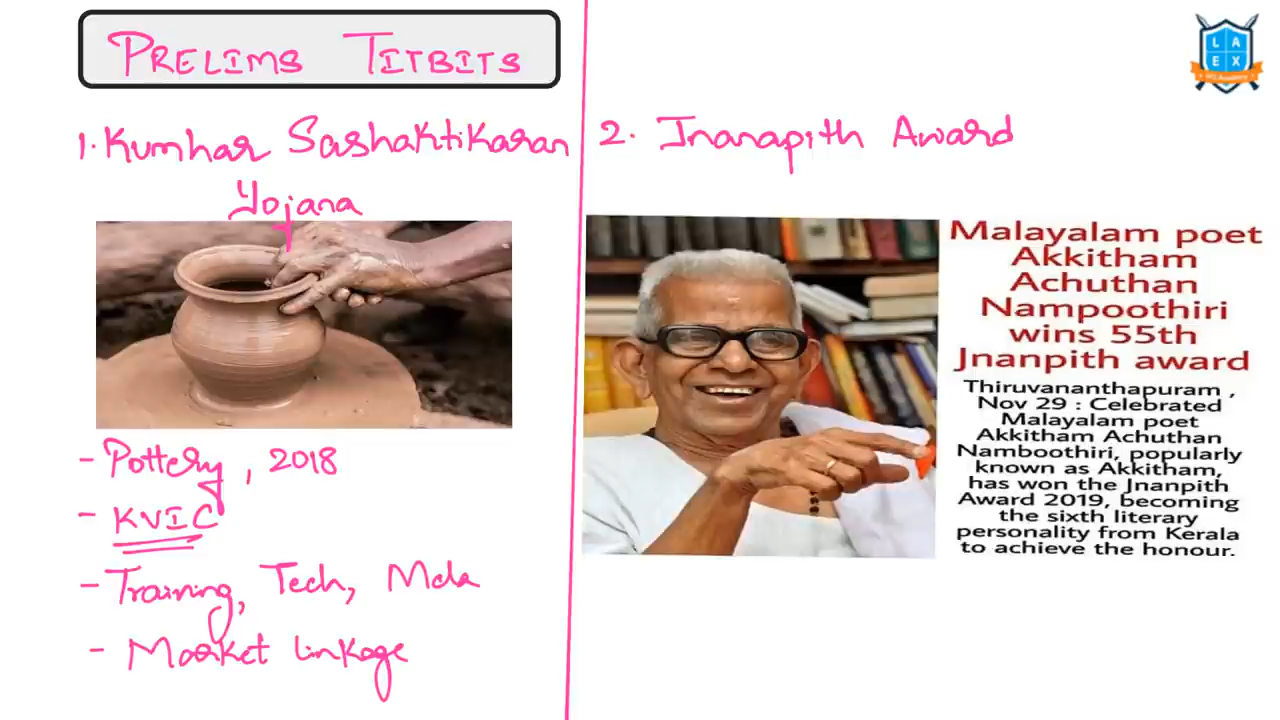 PRELIMS TITBITS
1. Kumhar Sashaktikaran
Yojana
- Pottery, 2018
- KVIC
- Training, Tech, Mela
- Market linkage
2. Jnanapith Award
Malayalam poet
Akkitham
Achuthan
Nampoothiri
wins 55th
Jnanpith award
Thiruvananthapuram ,
Nov 29 : Celebrated
Malayalam poet
Akkitham Achuthan
Namboothiri, popularly
known as Akkitham,
has won the Jnanpith
Award 2019, becoming
the sixth literary
personality from Kerala
to achieve the honour.
L A
E X